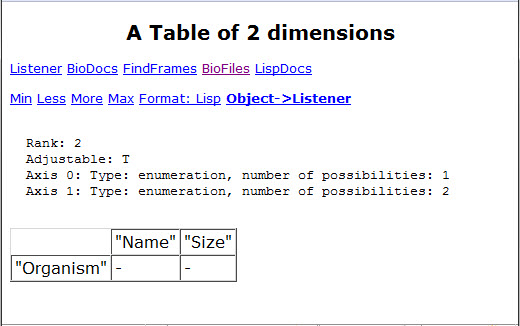 A Table of 2 dimensions
Listener BioDocs FindFrames BioFiles LispDocs
Min Less More Max Format: Lisp Object->Listener
Rank: 2
Adjustable: T
Axis 0: Type: enumeration, number of possibilities: 1
Axis 1: Type: enumeration, number of possibilities: 2
"Name" "Size"
"Organism" - -